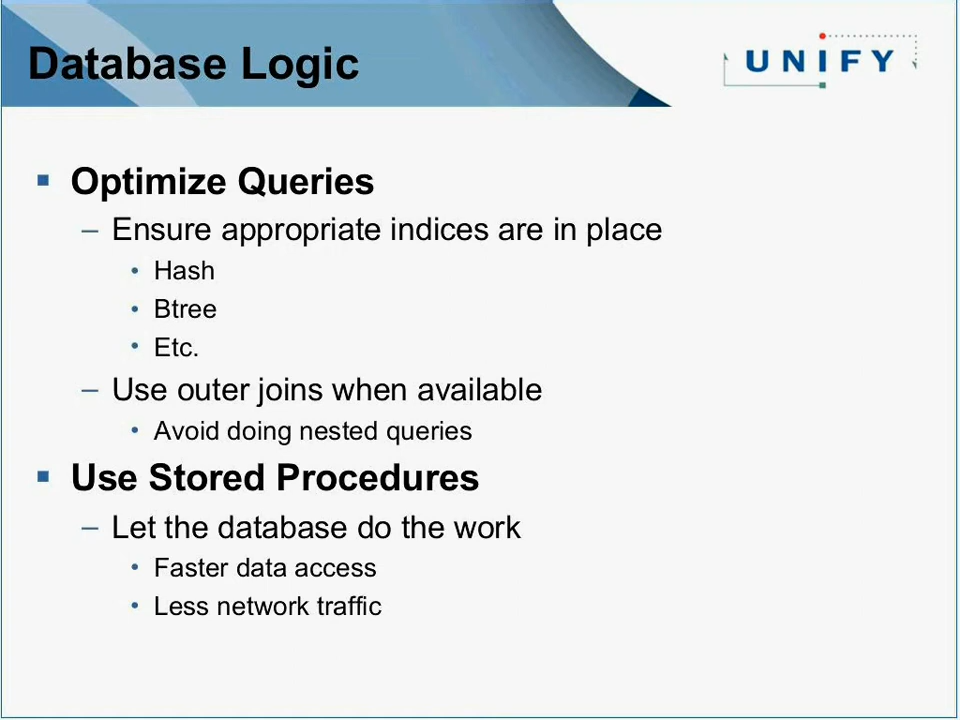 Database Logic
UNIFY
▪ Optimize Queries
– Ensure appropriate indices are in place
• Hash
• Btree
• Etc.
– Use outer joins when available
• Avoid doing nested queries
▪ Use Stored Procedures
– Let the database do the work
• Faster data access
• Less network traffic